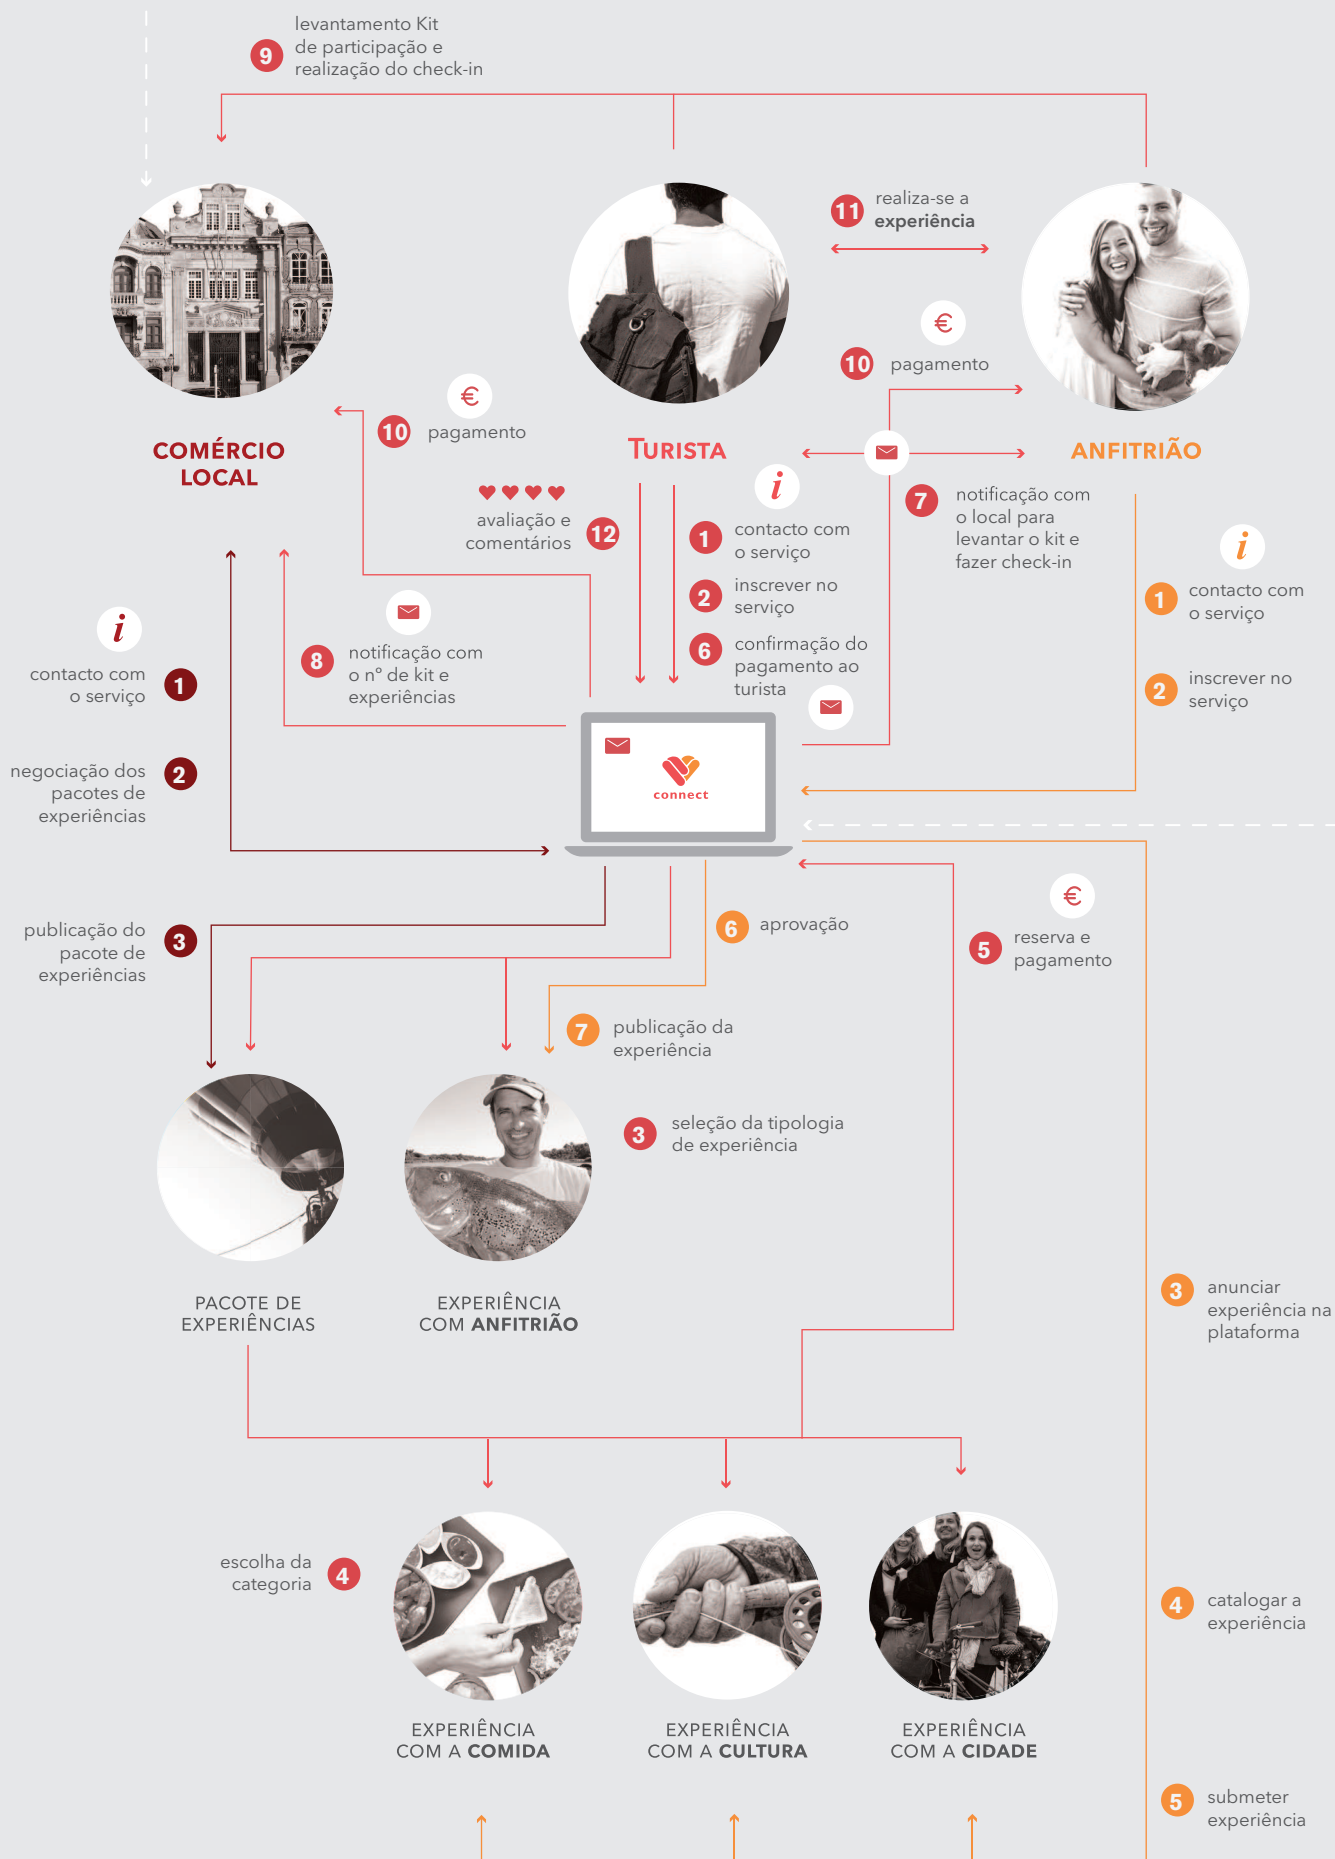 9
levantamento Kit
de participação e
realização do check-in
11
realiza-se a
experiência
€
10
pagamento
€
10
pagamento
COMÉRCIO
LOCAL
TURISTA
ANFITRIÃO
avaliação e
comentários
12
i
1
contacto com
o serviço
2
inscrever no
serviço
6
confirmação do
pagamento ao
turista
7
notificação com
o local para
levantar o kit e
fazer check-in
i
1
contacto com
o serviço
2
inscrever no
serviço
i
contacto com
o serviço
1
8
notificação com
o nº de kit e
experiências
negociação dos
pacotes de
experiências
2
connect
publicação do
pacote de
experiências
3
6
aprovação
€
5
reserva e
pagamento
7
publicação da
experiência
3
seleção da tipologia
de experiência
PACOTE DE
EXPERIÊNCIAS
EXPERIÊNCIA
COM ANFITRIÃO
3
anunciar
experiência na
plataforma
escolha da
categoria
4
4
catalogar a
experiência
EXPERIÊNCIA
COM A COMIDA
EXPERIÊNCIA
COM A CULTURA
EXPERIÊNCIA
COM A CIDADE
5
submeter
experiência